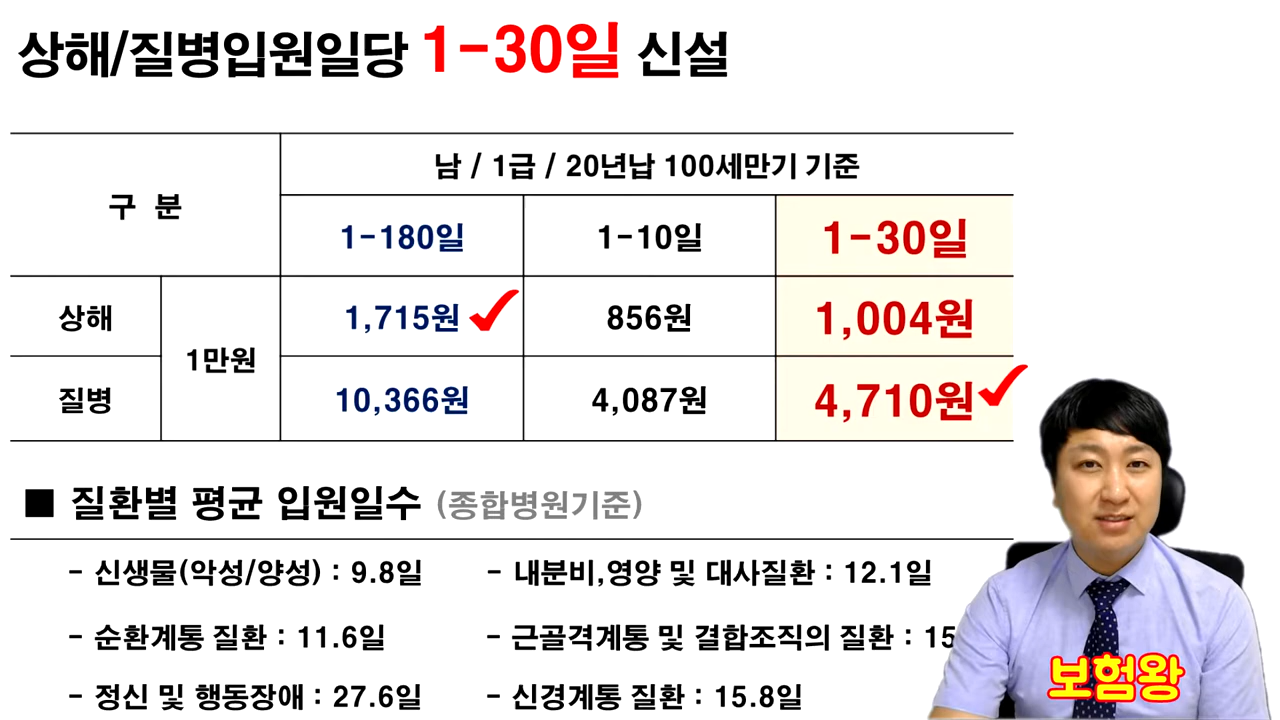 상해/질병입원일당 1-30일 신설
구 분
남 / 1급 / 20년납 100세만기 기준
1-180일 1-10일 1-30일
상해 1,715원 856원 1,004원
1만원
질병 10,366원 4,087원 4,710원
■ 질환별 평균 입원일수 (종합병원기준)
- 신생물(악성/양성) : 9.8일 - 내분비,영양 및 대사질환 : 12.1일
- 순환계통 질환 : 11.6일 - 근골격계통 및 결합조직의 질환 :
- 정신 및 행동장애 : 27.6일 - 신경계통 질환 : 15.8일
보험왕